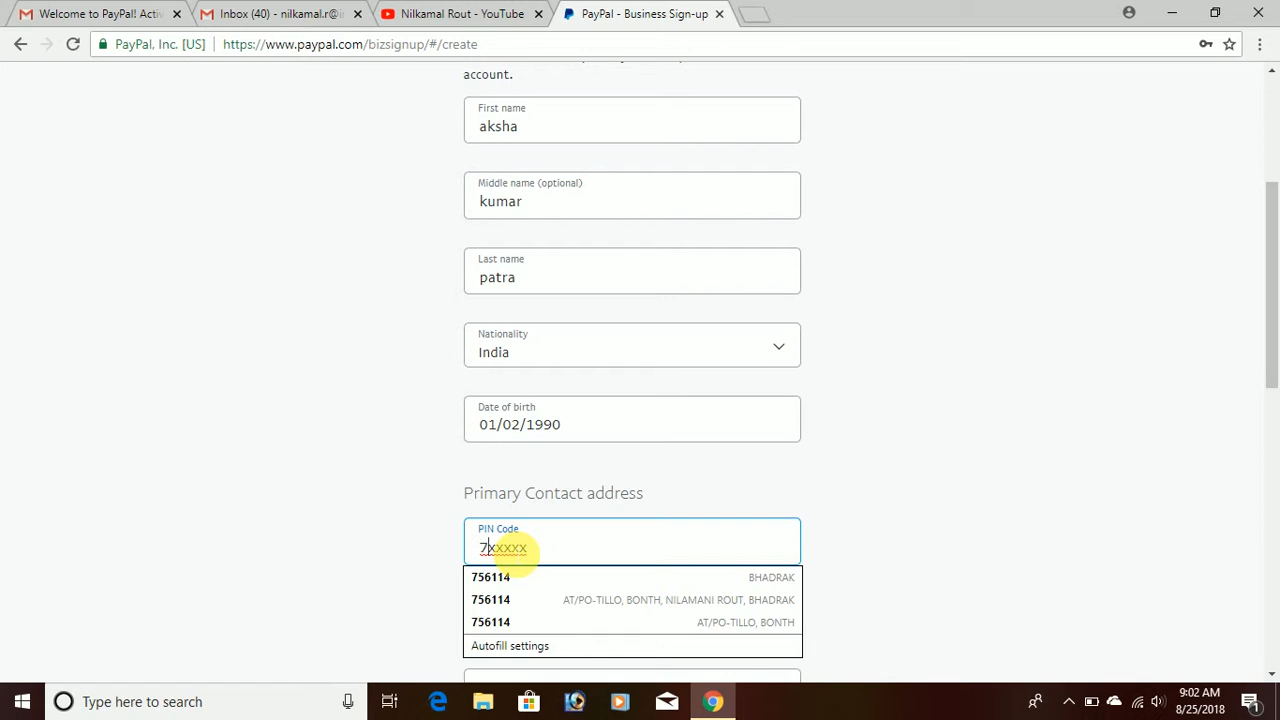 Welcome to PayPal! Activ
Inbox (40) - nilkamal.r@ir
Nilkamal Rout - YouTube
PayPal - Business Sign-up
PayPal, Inc. [US]
https://www.paypal.com/bizsignup/#/create
account.
First name
aksha
Middle name (optional)
kumar
Last name
patra
Nationality
India
Date of birth
01/02/1990
Primary Contact address
PIN Code
7xxxxx
756114 BHADRAK
756114 AT/PO-TILLO, BONTH, NILAMANI ROUT, BHADRAK
756114 AT/PO-TILLO, BONTH
Autofill settings
Type here to search
9:02 AM
8/25/2018
1